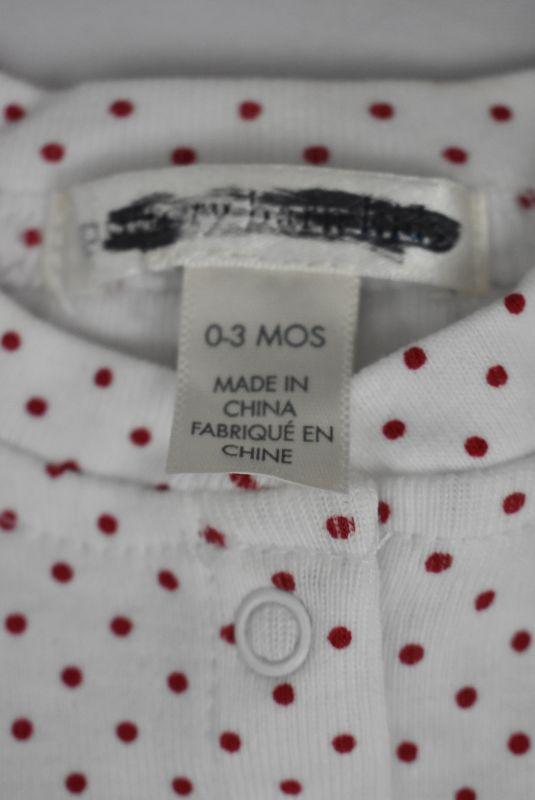 0-3 MOS
MADE IN
CHINA
FABRIQUÉ EN
CHINE